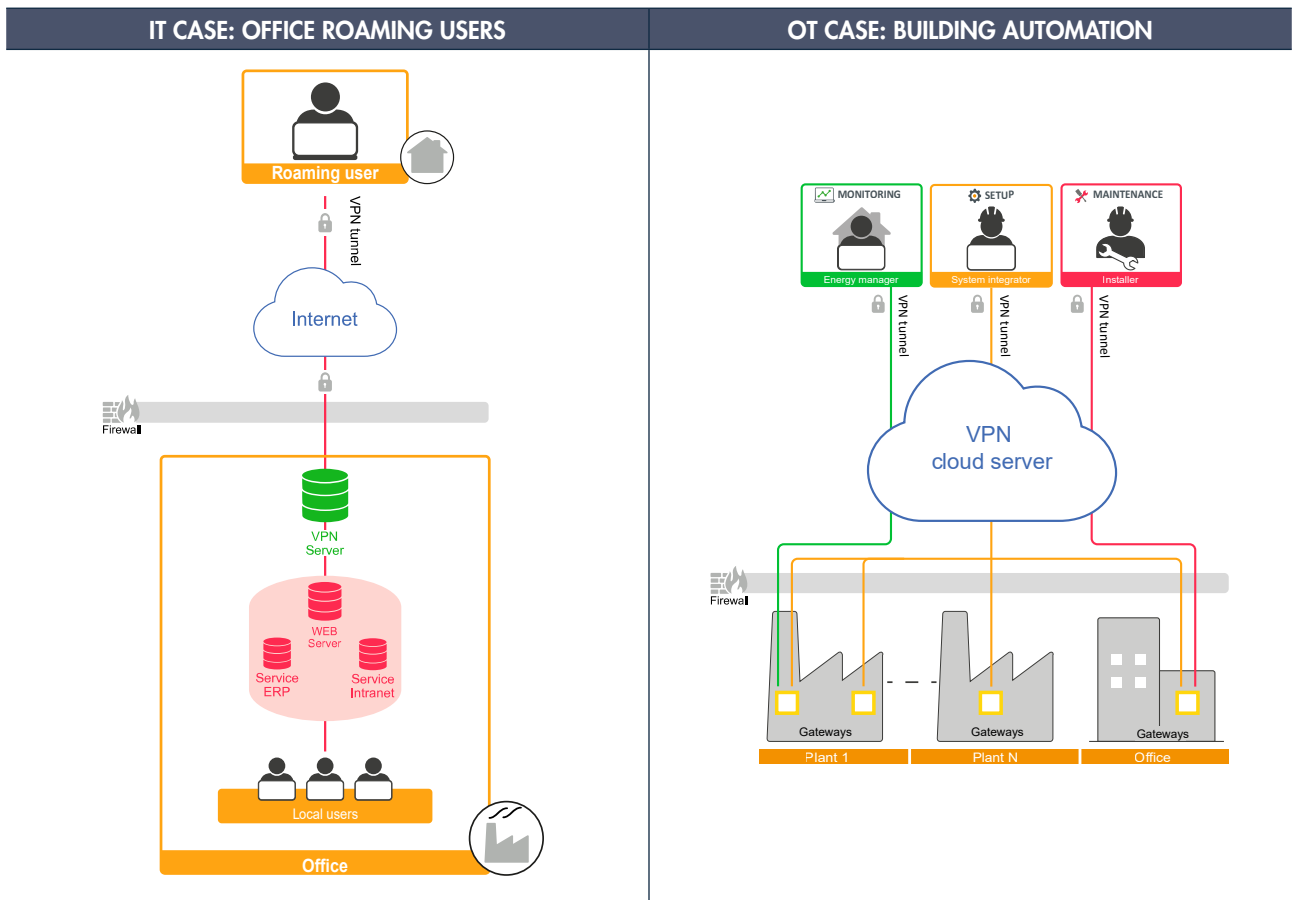 IT CASE: OFFICE ROAMING USERS
Roaming user
VPN tunnel
Internet
Firewall
VPN
Server
WEB
Server
Service
ERP
Service
Intranet
Local users
Office
OT CASE: BUILDING AUTOMATION
MONITORING
Energy manager
SETUP
System integrator
MAINTENANCE
Installer
VPN tunnel
VPN tunnel
VPN tunnel
VPN
cloud server
Firewall
Gateways
Gateways
Gateways
Plant 1
Plant N
Office